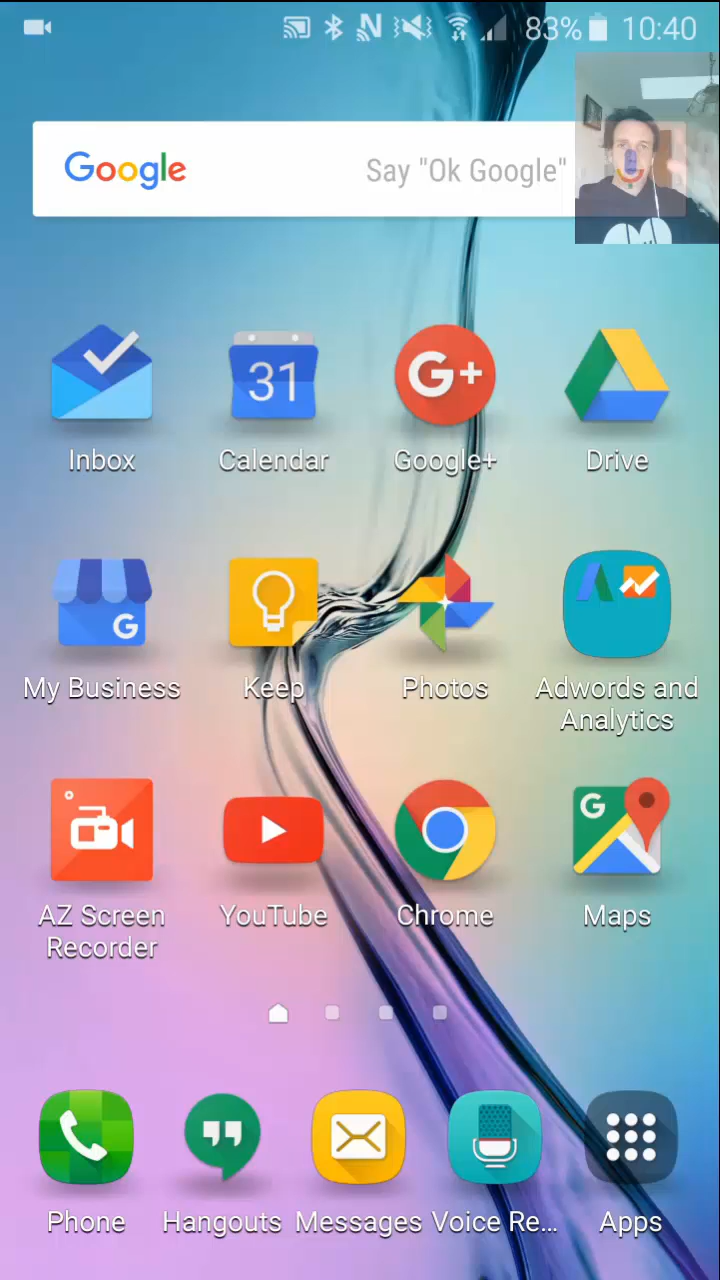 83% 10:40
Google Say "Ok Google"
31 G+
Inbox Calendar Google+ Drive
G
My Business Keep Photos Adwords and
Analytics
G
AZ Screen YouTube Chrome Maps
Recorder
Phone Hangouts Messages Voice Re... Apps